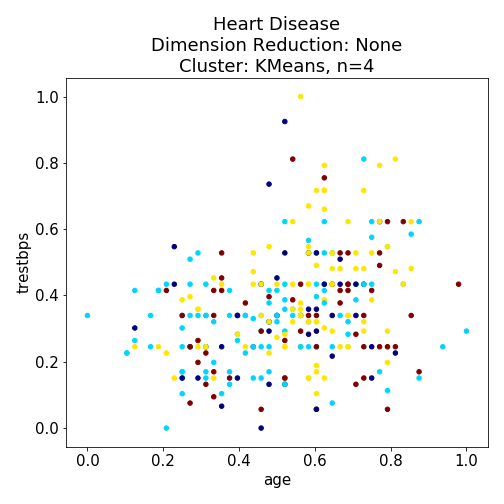 Heart Disease
Dimension Reduction: None
Cluster: KMeans, n=4
1.0
0.8
0.6
0.4
0.2
0.0
trestbps
0.0 0.2 0.4 0.6 0.8 1.0
age